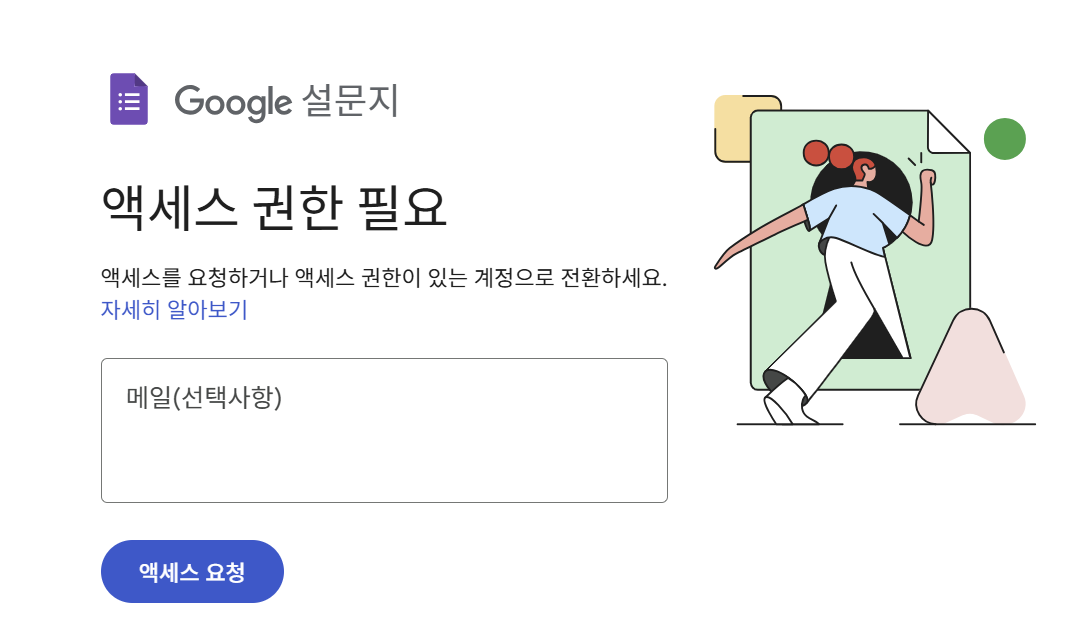 Google 설문지
액세스 권한 필요
액세스를 요청하거나 액세스 권한이 있는 계정으로 전환하세요.
자세히 알아보기
메일(선택사항)
액세스 요청